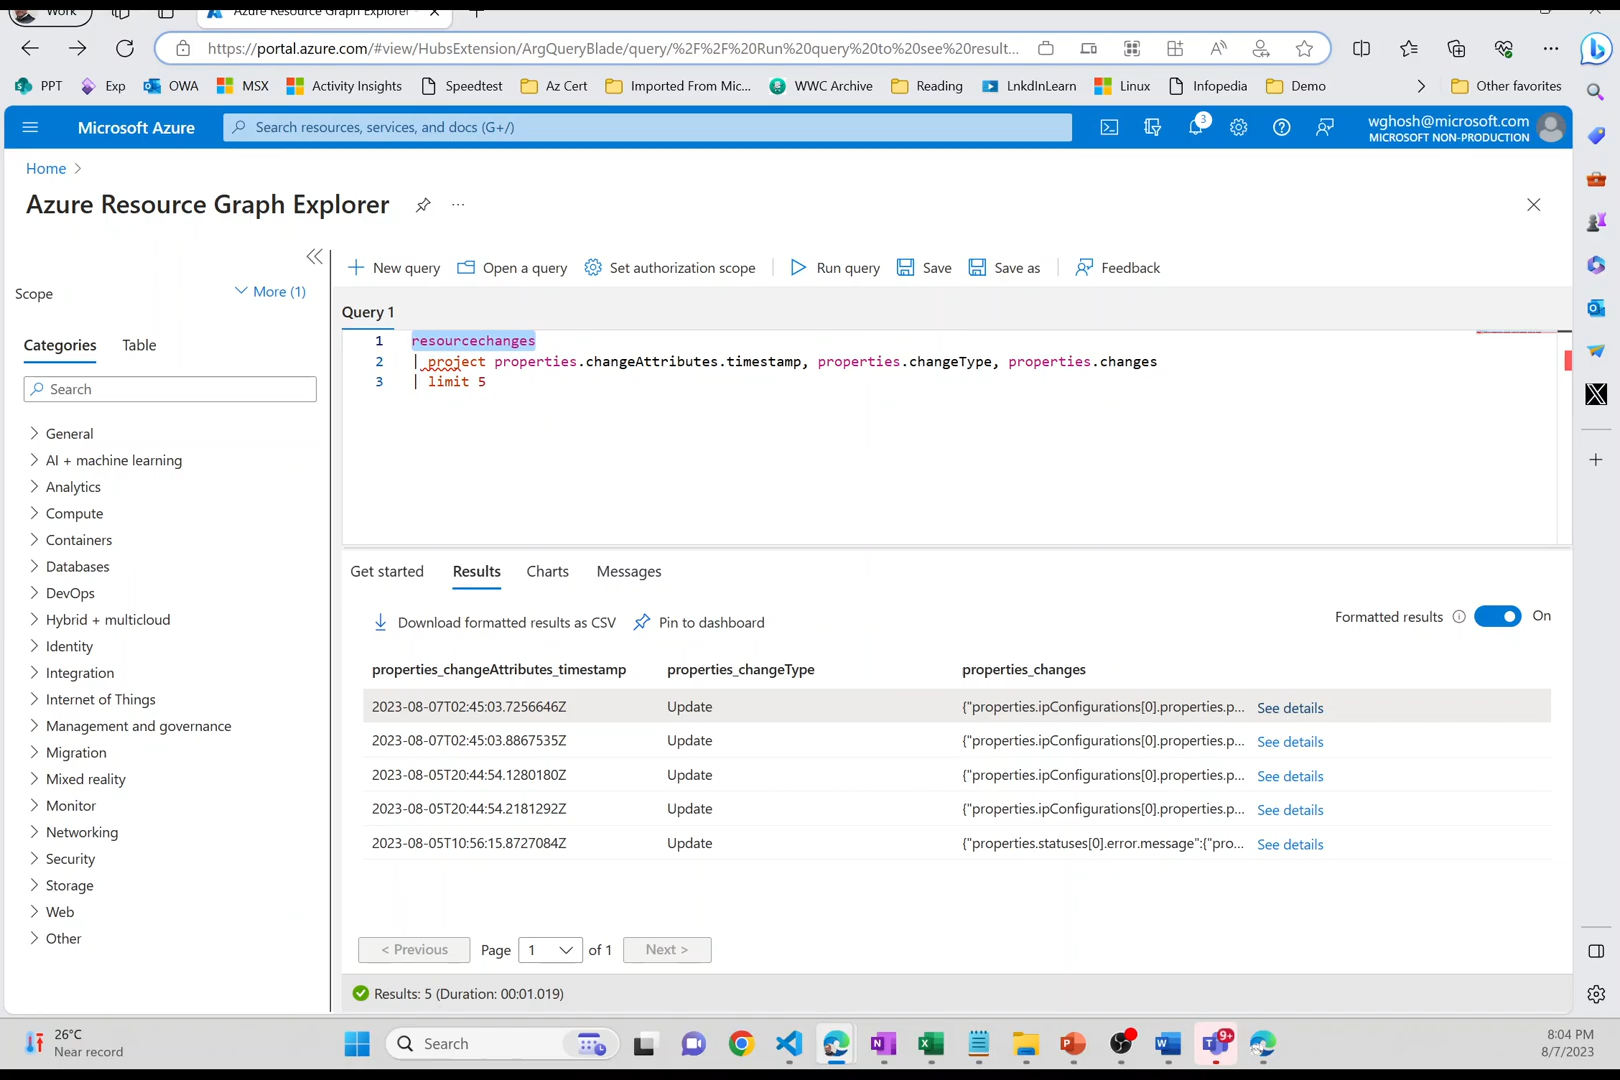 Work
Azure Resource Graph Explorer
https://portal.azure.com/#view/HubsExtension/ArgQueryBlade/query/%2F%2F%20Run%20query%20to%20see%20result...
PPT Exp OWA MSX Activity Insights Speedtest Az Cert Imported From Mic... WWC Archive Reading LnkdInLearn Linux Infopedia Demo Other favorites
Microsoft Azure
Search resources, services, and docs (G+/)
3
wghosh@microsoft.com
MICROSOFT NON-PRODUCTION
Home
Azure Resource Graph Explorer
New query Open a query Set authorization scope Run query Save Save as Feedback
Scope
More (1)
Categories Table
Search
General
AI + machine learning
Analytics
Compute
Containers
Databases
DevOps
Hybrid + multicloud
Identity
Integration
Internet of Things
Management and governance
Migration
Mixed reality
Monitor
Networking
Security
Storage
Web
Other
Query 1
1 resourcechanges
2 | project properties.changeAttributes.timestamp, properties.changeType, properties.changes
3 | limit 5
Get started Results Charts Messages
Download formatted results as CSV Pin to dashboard
Formatted results On
properties_changeAttributes_timestamp properties_changeType properties_changes
2023-08-07T02:45:03.7256646Z Update {"properties.ipConfigurations[0].properties.p... See details
2023-08-07T02:45:03.8867535Z Update {"properties.ipConfigurations[0].properties.p... See details
2023-08-05T20:44:54.1280180Z Update {"properties.ipConfigurations[0].properties.p... See details
2023-08-05T20:44:54.2181292Z Update {"properties.ipConfigurations[0].properties.p... See details
2023-08-05T10:56:15.8727084Z Update {"properties.statuses[0].error.message":{"pro... See details
< Previous Page 1 of 1 Next >
Results: 5 (Duration: 00:01.019)
26°C
Near record
Search
9+
8:04 PM
8/7/2023